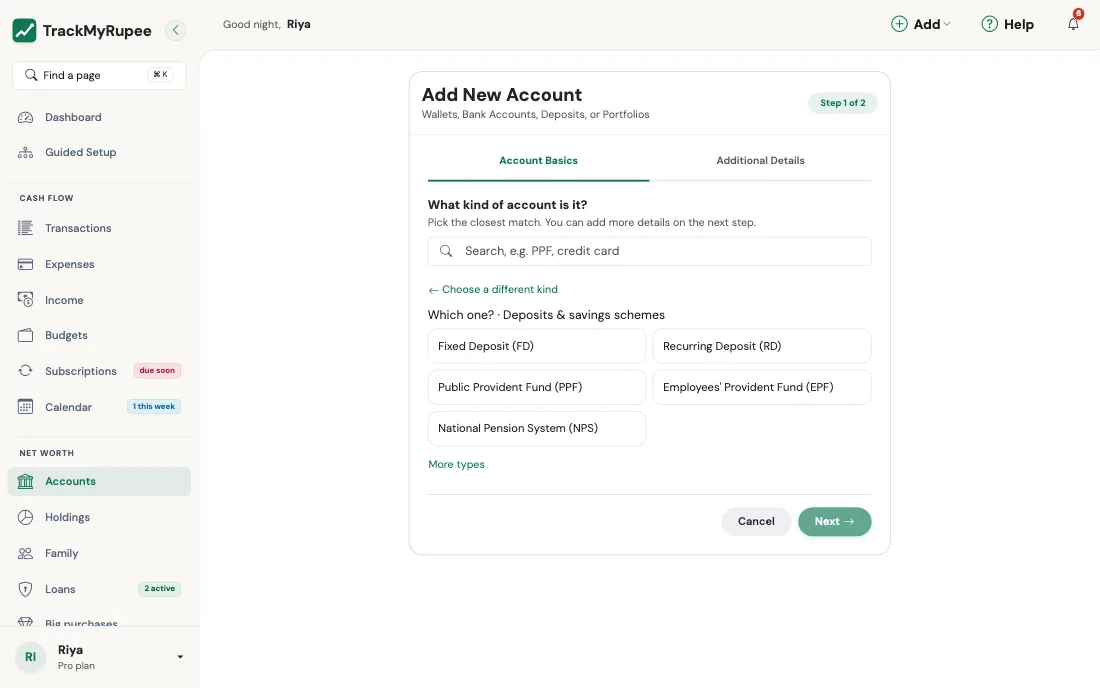 TrackMyRupee
Good night, Riya
Add
Help
6
Find a page
⌘ K
Dashboard
Guided Setup
CASH FLOW
Transactions
Expenses
Income
Budgets
Subscriptions due soon
Calendar 1 this week
NET WORTH
Accounts
Holdings
Family
Loans 2 active
Big purchases
RI
Riya
Pro plan
Add New Account
Wallets, Bank Accounts, Deposits, or Portfolios
Step 1 of 2
Account Basics
Additional Details
What kind of account is it?
Pick the closest match. You can add more details on the next step.
Search, e.g. PPF, credit card
← Choose a different kind
Which one? · Deposits & savings schemes
Fixed Deposit (FD)
Recurring Deposit (RD)
Public Provident Fund (PPF)
Employees' Provident Fund (EPF)
National Pension System (NPS)
More types
Cancel
Next →